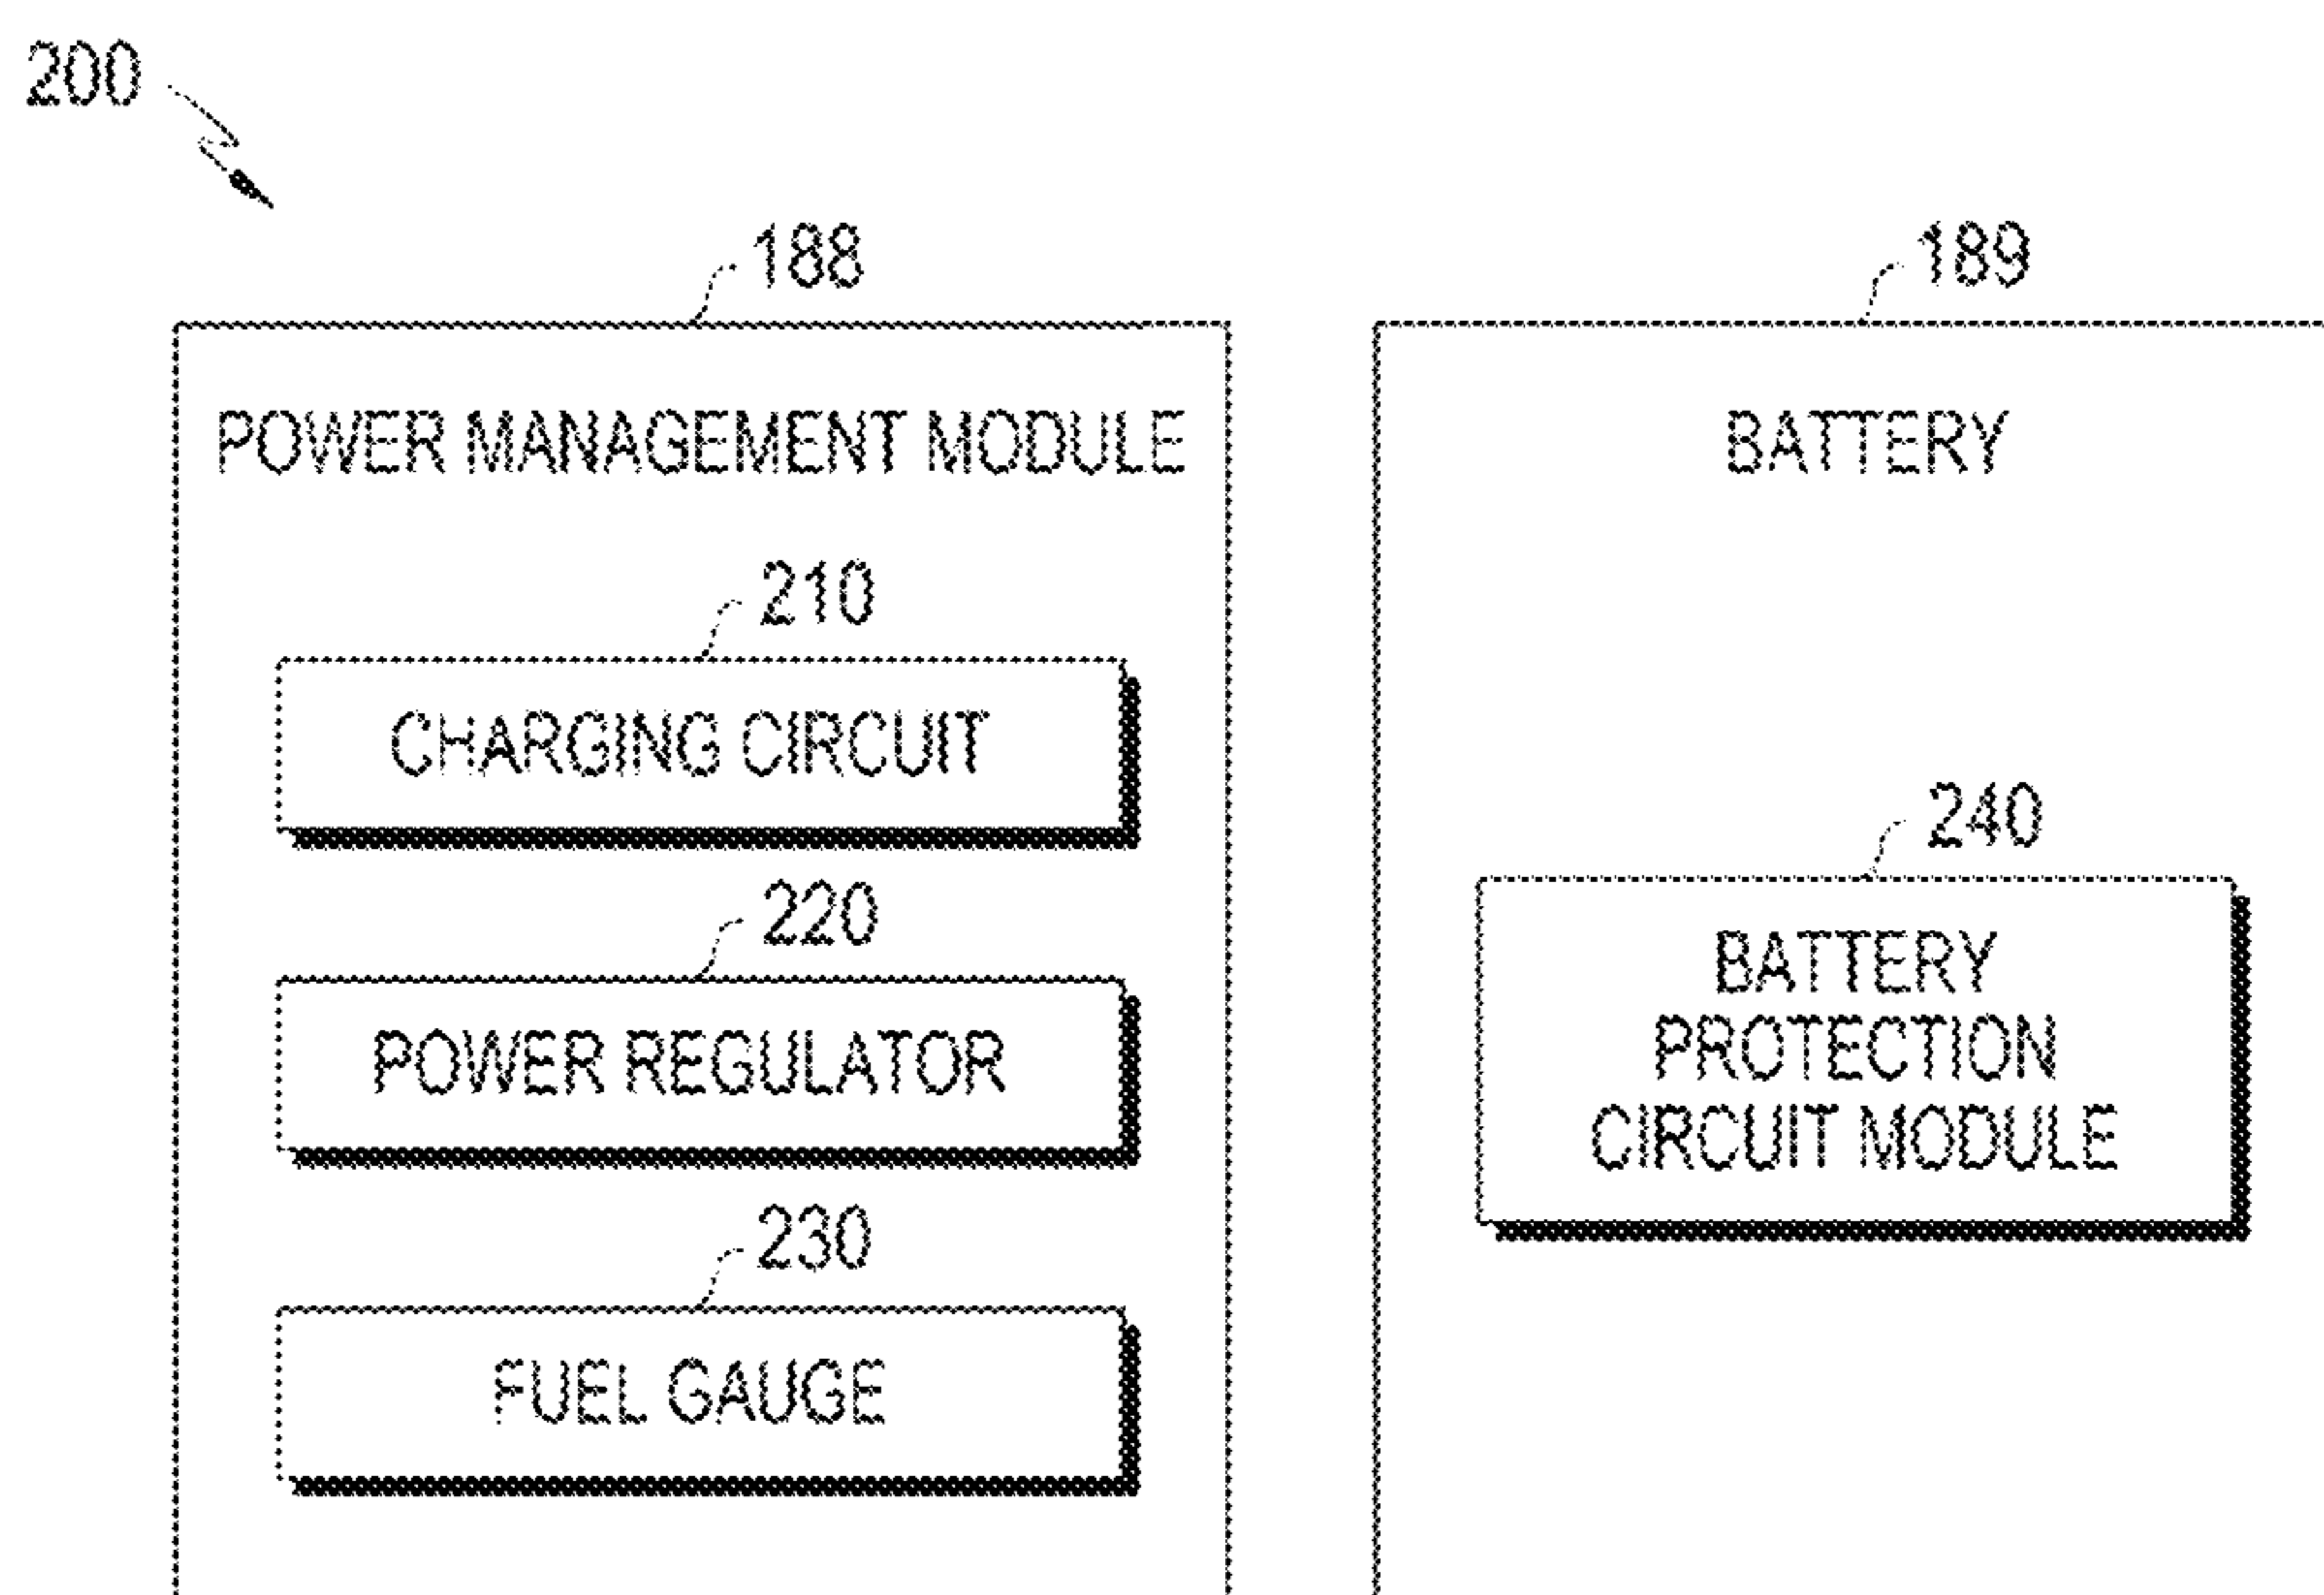 200
188
POWER MANAGEMENT MODULE
210
CHARGING CIRCUIT
220
POWER REGULATOR
230
FUEL GAUGE
189
BATTERY
240
BATTERY
PROTECTION
CIRCUIT MODULE